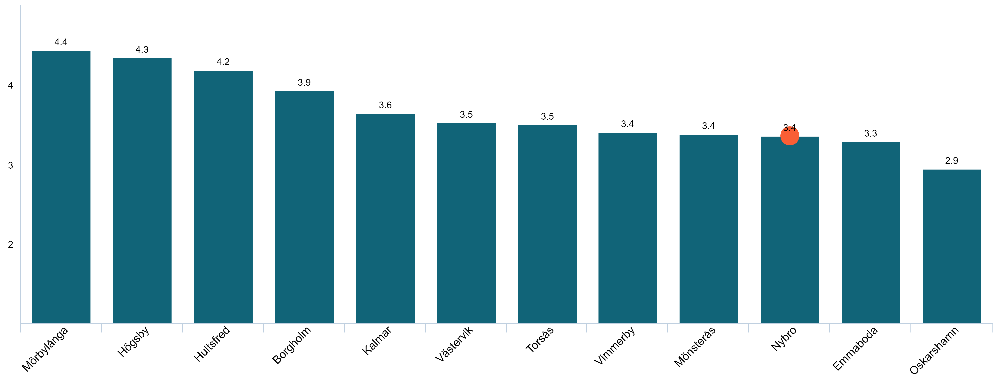 4.4
4.3
4.2
3.9
3.6
3.5
3.5
3.4
3.4
3.4
3.3
2.9
4
3
2
Mörbylånga
Högsby
Hultsfred
Borgholm
Kalmar
Västervik
Torsås
Vimmerby
Mönsterås
Nybro
Emmaboda
Oskarshamn